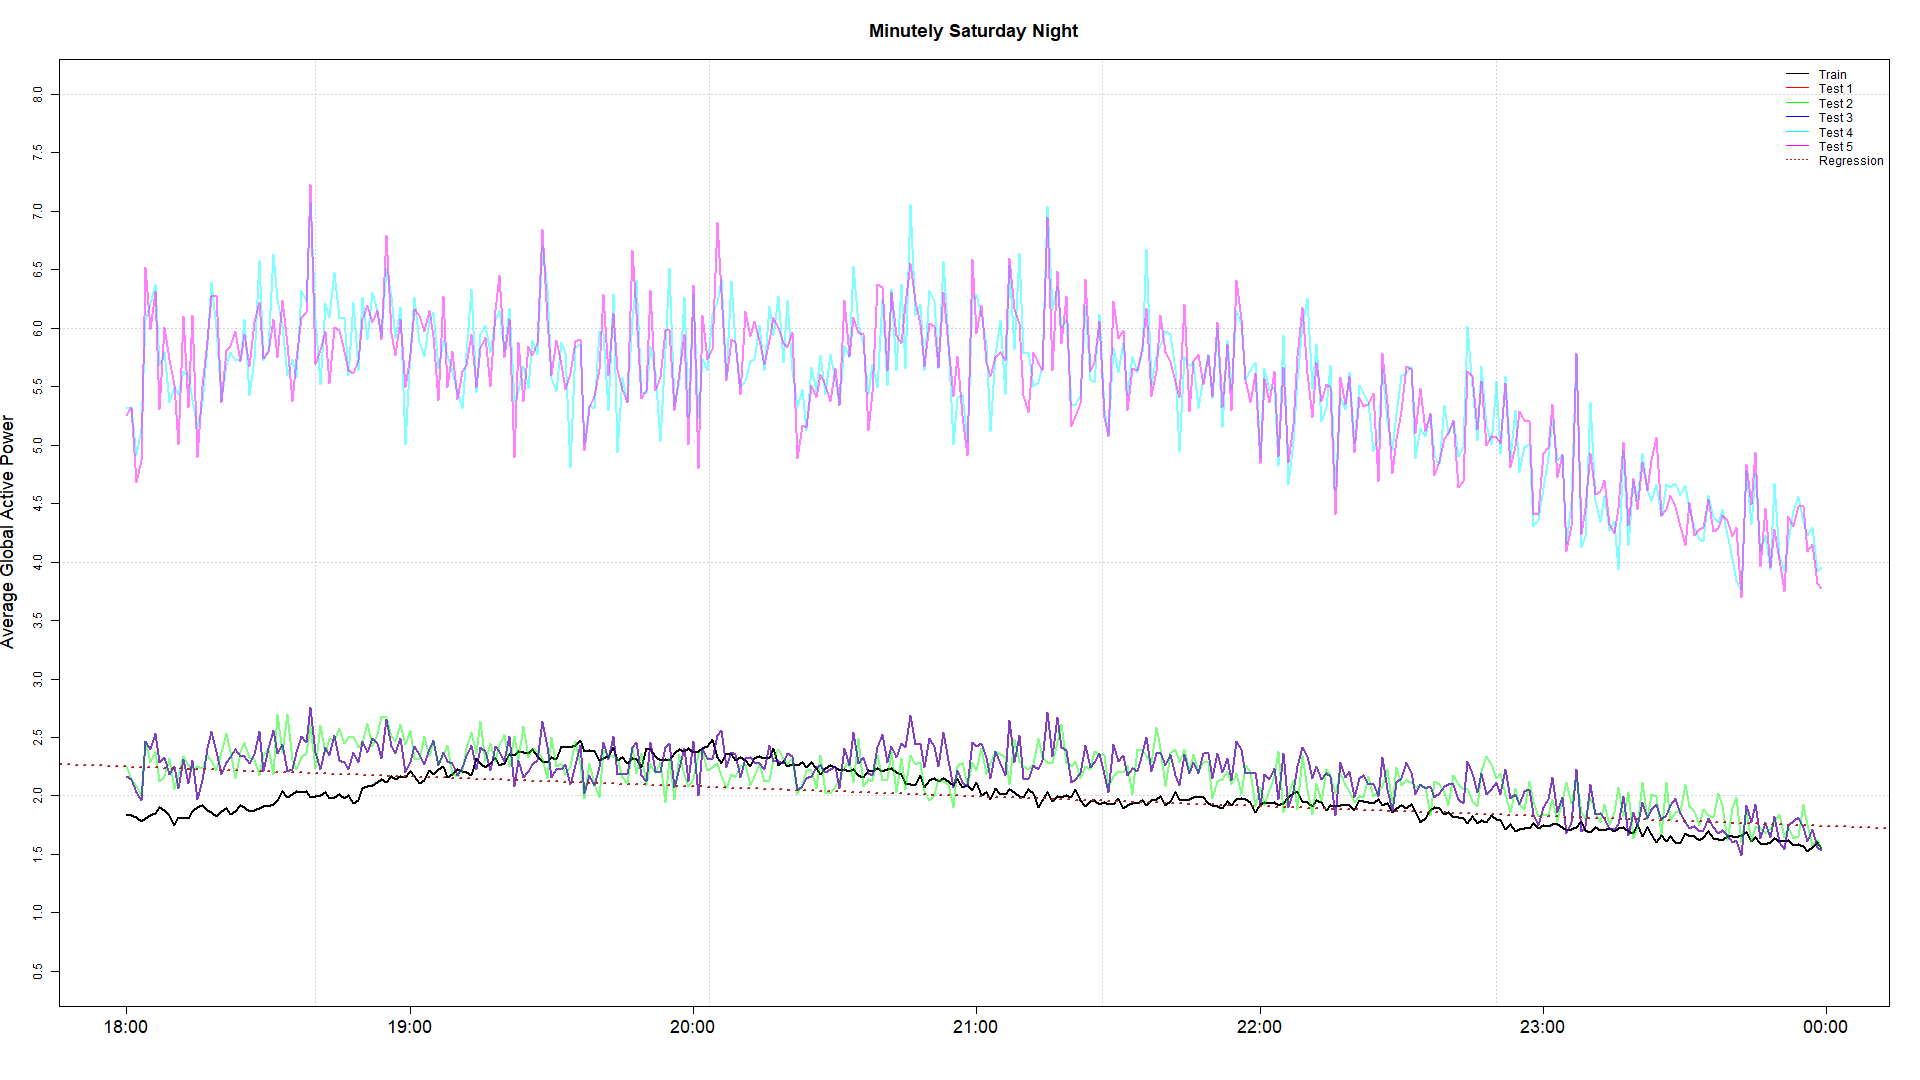 Minutely Saturday Night
Average Global Active Power
8.0
7.5
7.0
6.5
6.0
5.5
5.0
4.5
4.0
3.5
3.0
2.5
2.0
1.5
1.0
0.5
Train
Test 1
Test 2
Test 3
Test 4
Test 5
Regression
18:00
19:00
20:00
21:00
22:00
23:00
00:00